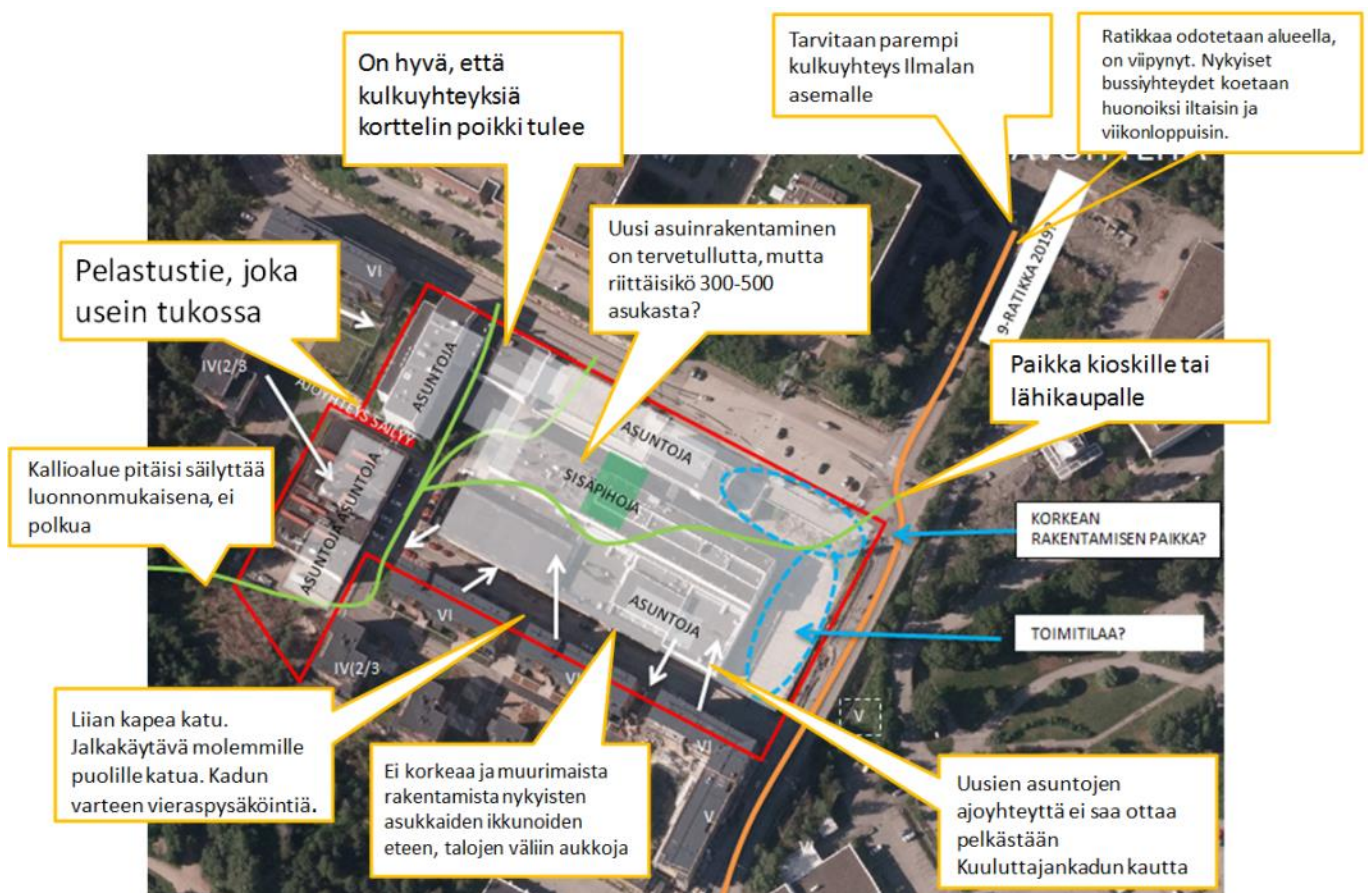 On hyvä, että
kulkuyhteyksiä
korttelin poikki tulee
Tarvitaan parempi
kulkuyhteys Ilmalan
asemalle
Ratikkaa odotetaan alueella,
on viipynyt. Nykyiset
bussiyhteydet koetaan
huonoiksi iltaisin ja
viikonloppuisin.
Uusi asuinrakentaminen
on tervetullutta, mutta
riittäisikö 300-500
asukasta?
Pelastustie, joka
usein tukossa
VI
9-RATIKKA 2019?
IV(2/3
AJOYHTEYS SÄILYY
ASUNTOJA
ASUNTOJA
SISÄPIHOJA
Paikka kioskille tai
lähikaupalle
Kallioalue pitäisi säilyttää
luonnonmukaisena, ei
polkua
ASUNTOJA
ASUNTOJA
KORKEAN
RAKENTAMISEN PAIKKA?
ASUNTOJA
VI
TOIMITILAA?
IV(2/3
VI
V
VI
V
Liian kapea katu.
Jalkakäytävä molemmille
puolille katua. Kadun
varteen vieraspysäköintiä.
Ei korkeaa ja muurimaista
rakentamista nykyisten
asukkaiden ikkunoiden
eteen, talojen väliin aukkoja
Uusien asuntojen
ajoyhteyttä ei saa ottaa
pelkästään
Kuuluttajankadun kautta